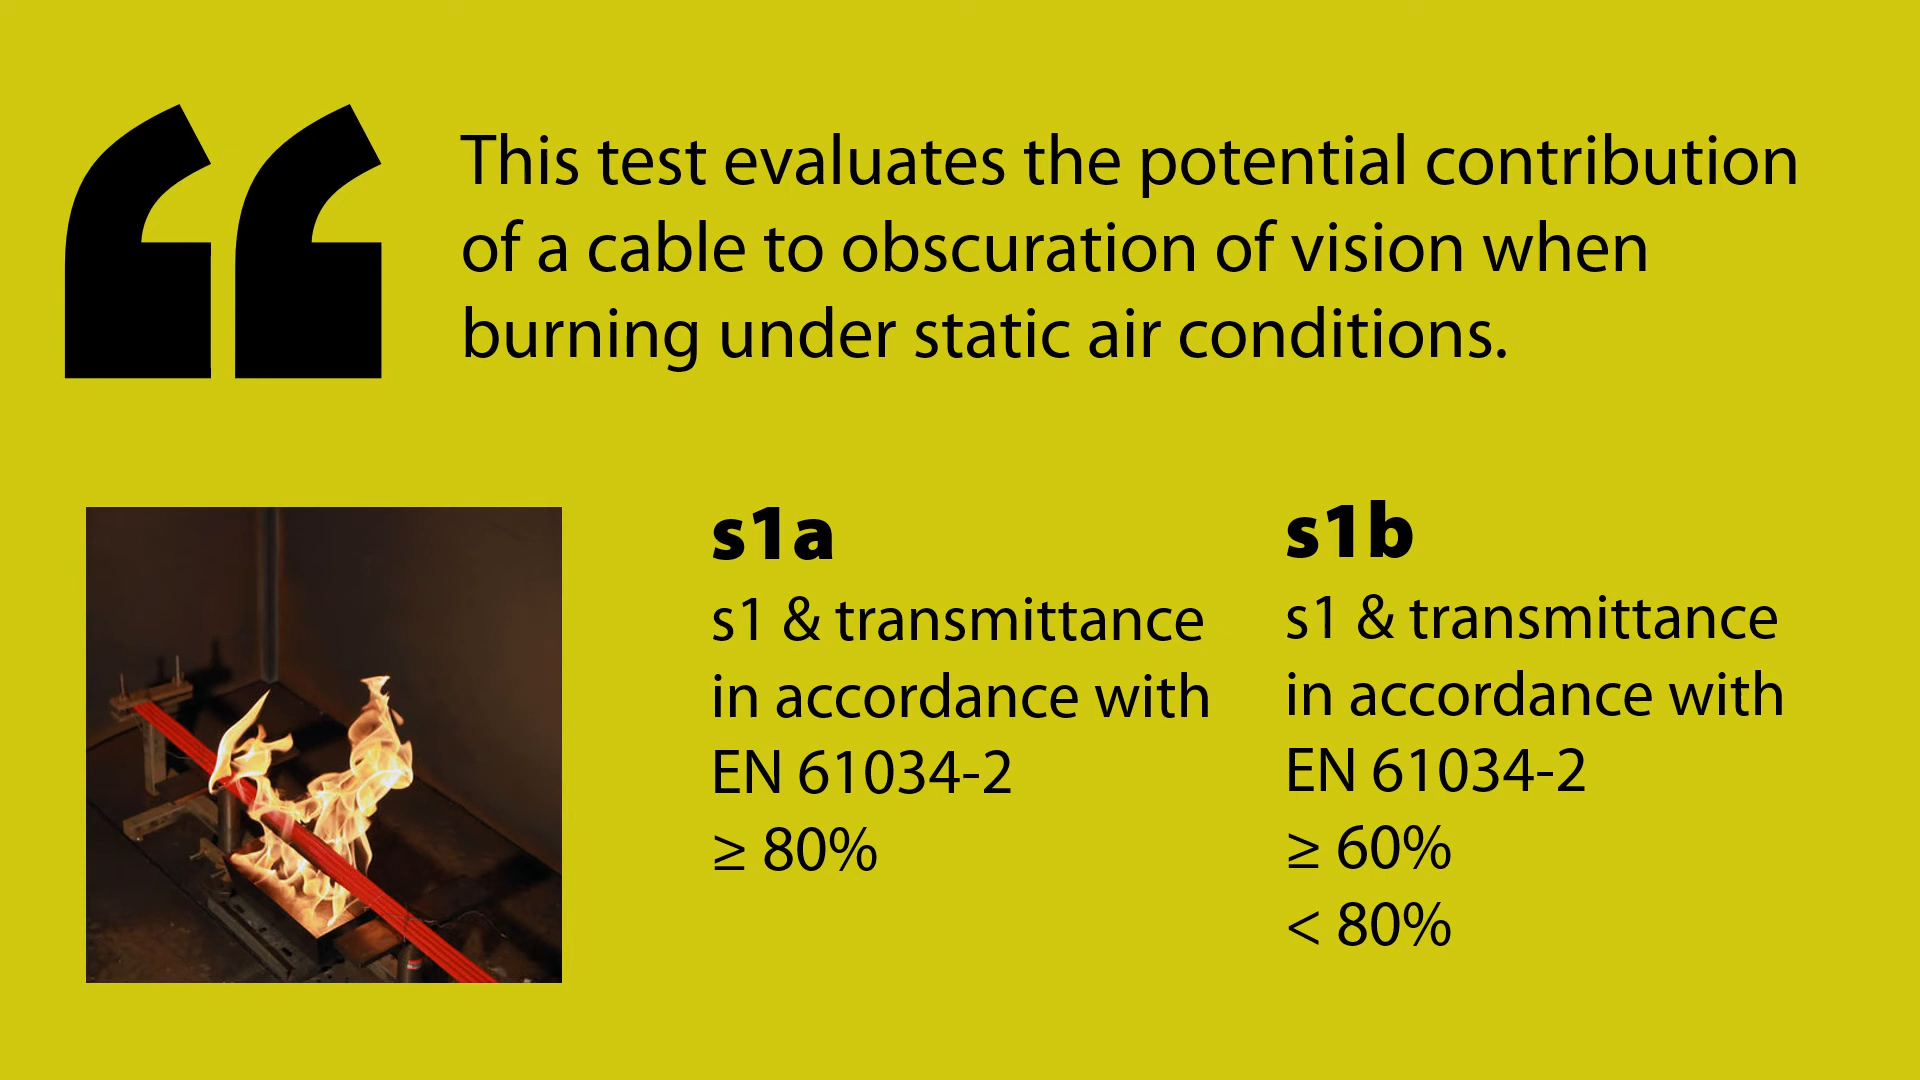 “
This test evaluates the potential contribution
of a cable to obscuration of vision when
burning under static air conditions.
s1a
s1 & transmittance
in accordance with
EN 61034-2
≥ 80%
s1b
s1 & transmittance
in accordance with
EN 61034-2
≥ 60%
< 80%